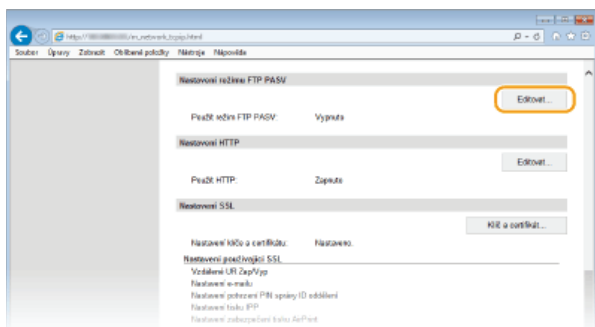 /m_network_tcpip.html
Soubor Úpravy Zobrazit Oblíbené položky Nástroje Nápověda
Nastavení režimu FTP PASV
Editovat...
Použít režim FTP PASV: Vypnuto
Nastavení HTTP
Editovat...
Použít HTTP: Zapnuto
Nastavení SSL
Klíč a certifikát...
Nastavení klíče a certifikátu: Nastaveno.
Nastavení používající SSL
Vzdálené UR Zap/Vyp
Nastavení e-mailu
Nastavení potvrzení PIN správy ID oddělení
Nastavení tisku IPP
Nastavení zabezpečení tisku AirPrint